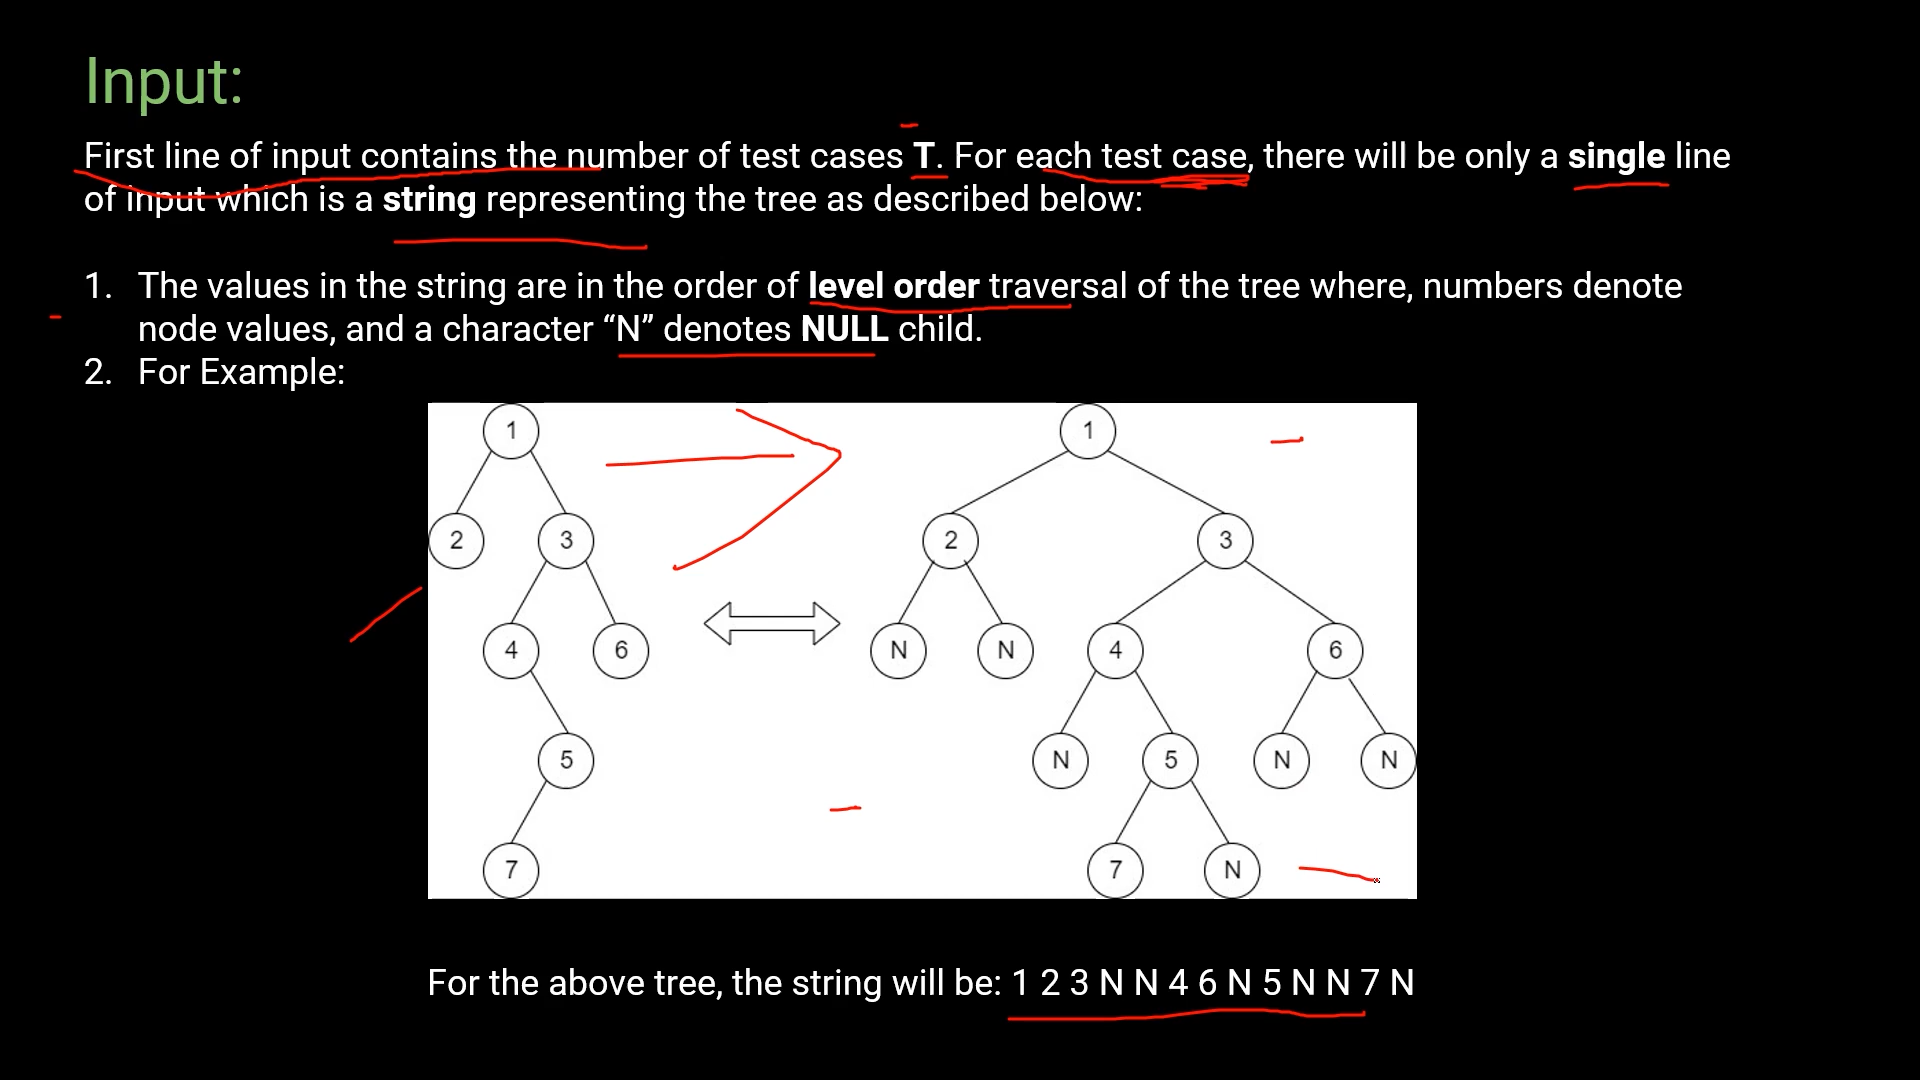 Input:
First line of input contains the number of test cases T. For each test case, there will be only a single line
of input which is a string representing the tree as described below:
1. The values in the string are in the order of level order traversal of the tree where, numbers denote
node values, and a character “N” denotes NULL child.
2. For Example:
1 1
2 3 2 3
4 6 N N 4 6
5 N 5 N N
7 7 N
For the above tree, the string will be: 1 2 3 N N 4 6 N 5 N N 7 N